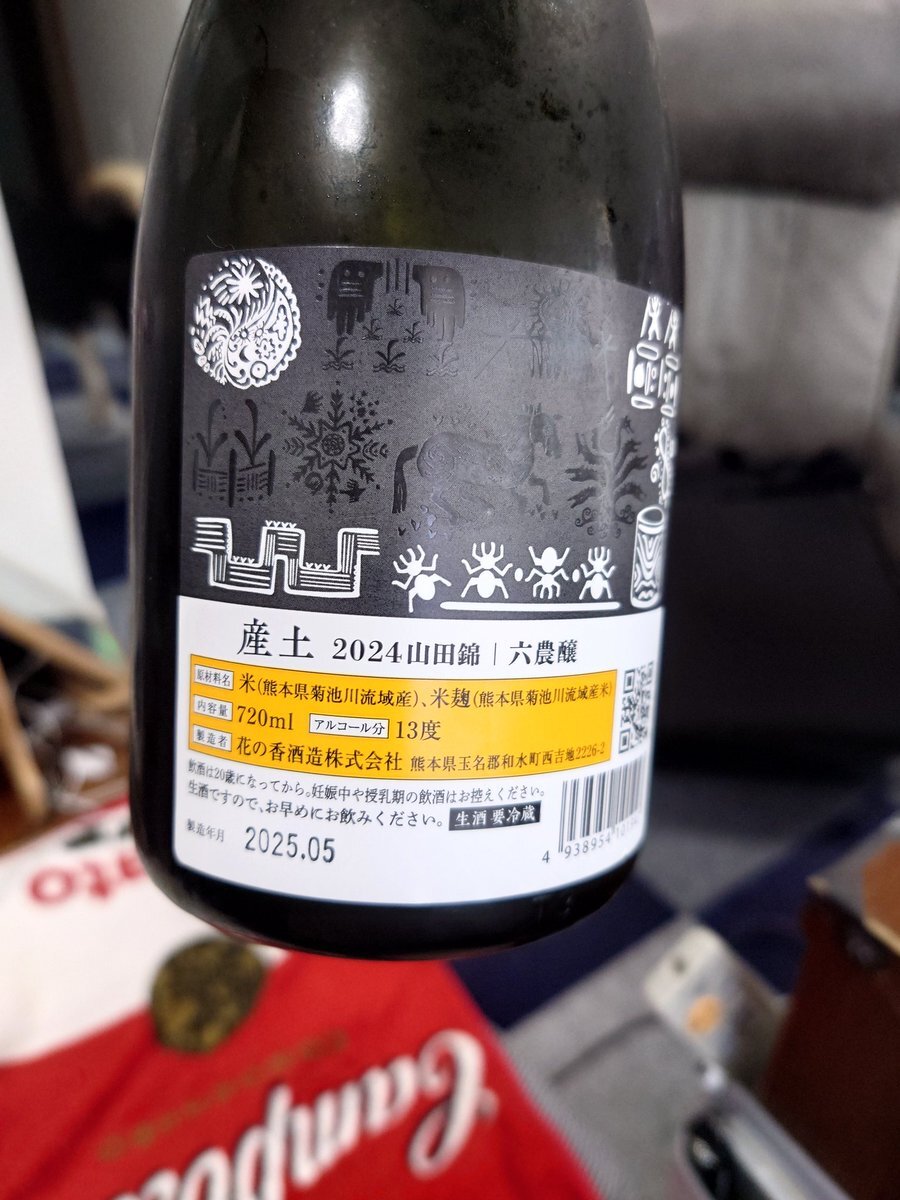 産土 2024山田錦｜六農醸
原材料名 米(熊本県菊池川流域産)、米麹(熊本県菊池川流域産米)
内容量 720ml アルコール分 13度
製造者 花の香酒造株式会社 熊本県玉名郡和水町西吉地2226-2
飲酒は20歳になってから。妊娠中や授乳期の飲酒はお控えください。
生酒ですので、お早めにお飲みください。 生酒 要冷蔵
製造年月 2025.05